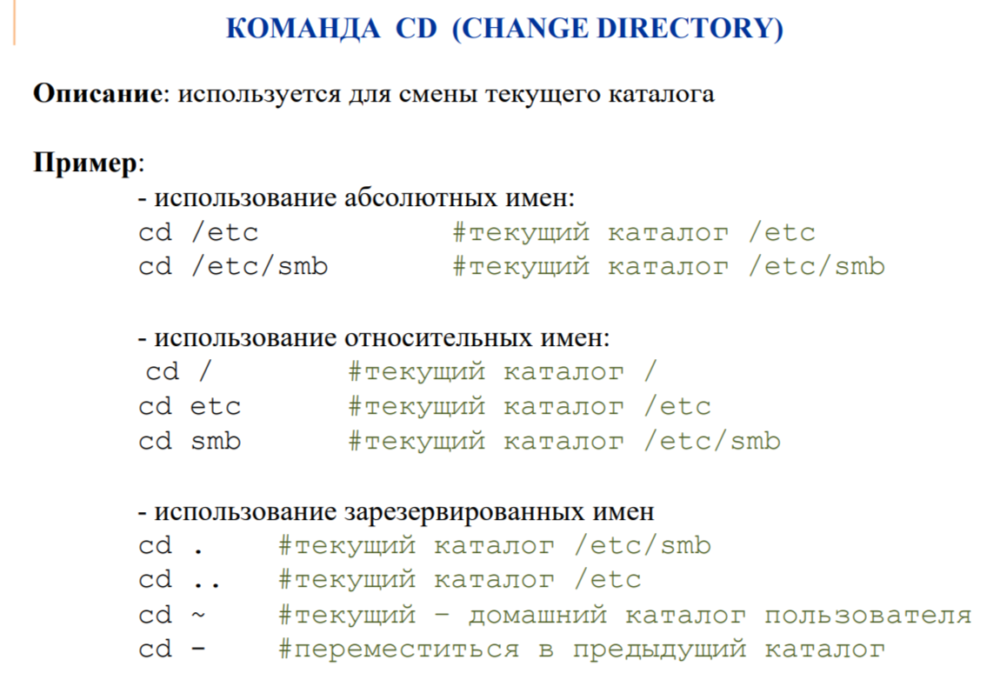 КОМАНДА CD (CHANGE DIRECTORY)
Описание: используется для смены текущего каталога
Пример:
- использование абсолютных имен:
cd /etc #текущий каталог /etc
cd /etc/smb #текущий каталог /etc/smb
- использование относительных имен:
cd / #текущий каталог /
cd etc #текущий каталог /etc
cd smb #текущий каталог /etc/smb
- использование зарезервированных имен
cd . #текущий каталог /etc/smb
cd .. #текущий каталог /etc
cd ~ #текущий – домашний каталог пользователя
cd - #переместиться в предыдущий каталог